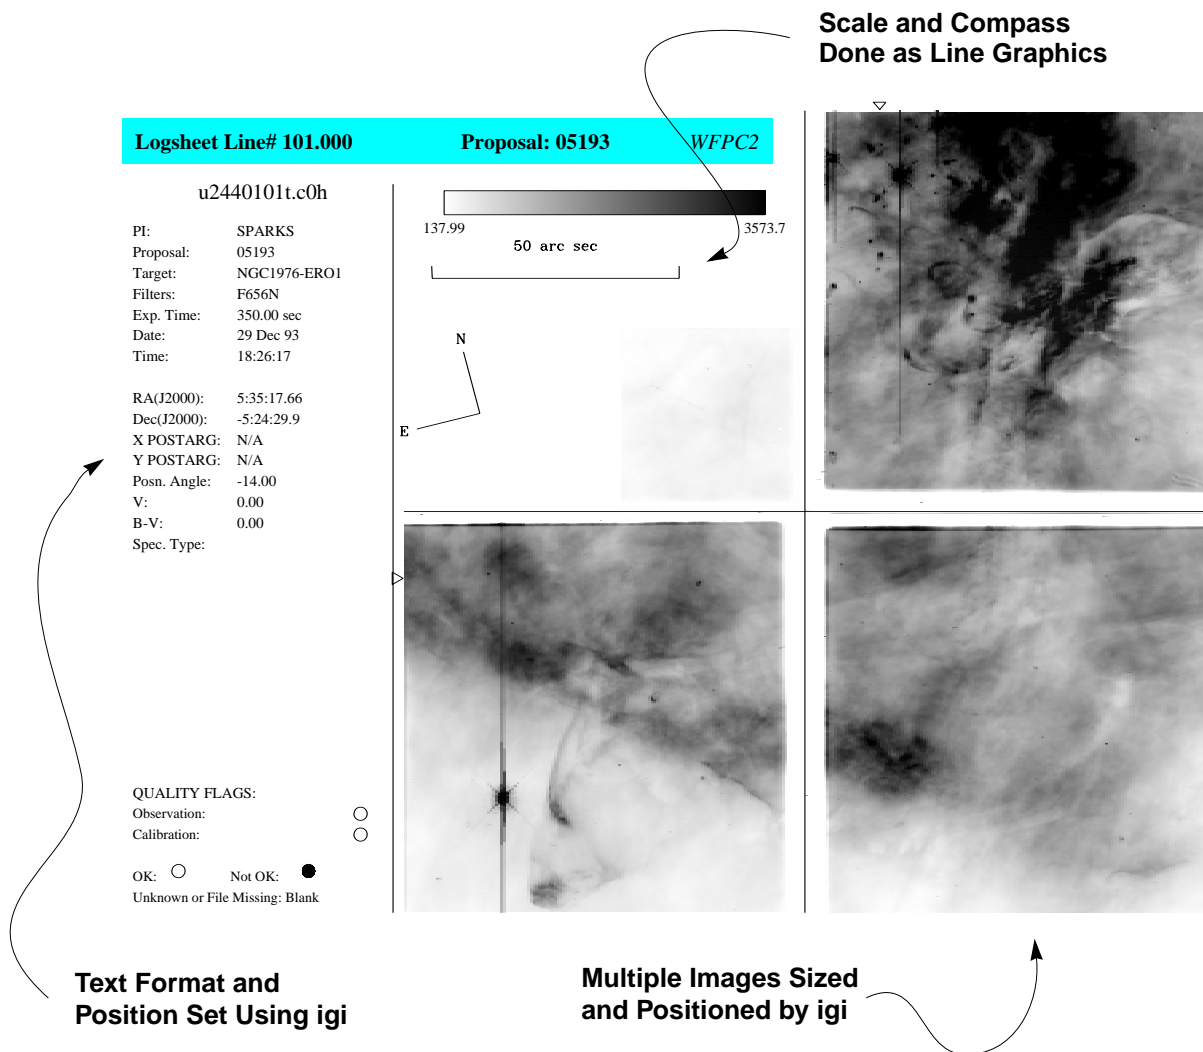 Scale and Compass
Done as Line Graphics
Logsheet Line# 101.000 Proposal: 05193 WFPC2
u2440101t.c0h
PI: SPARKS
Proposal: 05193
Target: NGC1976-ERO1
Filters: F656N
Exp. Time: 350.00 sec
Date: 29 Dec 93
Time: 18:26:17
RA(J2000): 5:35:17.66
Dec(J2000): -5:24:29.9
X POSTARG: N/A
Y POSTARG: N/A
Posn. Angle: -14.00
V: 0.00
B-V: 0.00
Spec. Type:
137.99 3573.7
50 arc sec
N
E
QUALITY FLAGS:
Observation:
Calibration:
OK: Not OK:
Unknown or File Missing: Blank
Text Format and
Position Set Using igi
Multiple Images Sized
and Positioned by igi